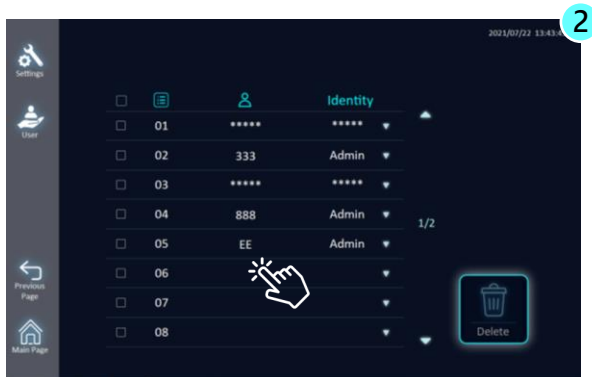 2
2021/07/22 13:43:4
Settings
User
Previous
Page
Main Page
Identity
01 ***** *****
02 333 Admin
03 ***** *****
04 888 Admin
05 EE Admin
06
07
08
1/2
Delete